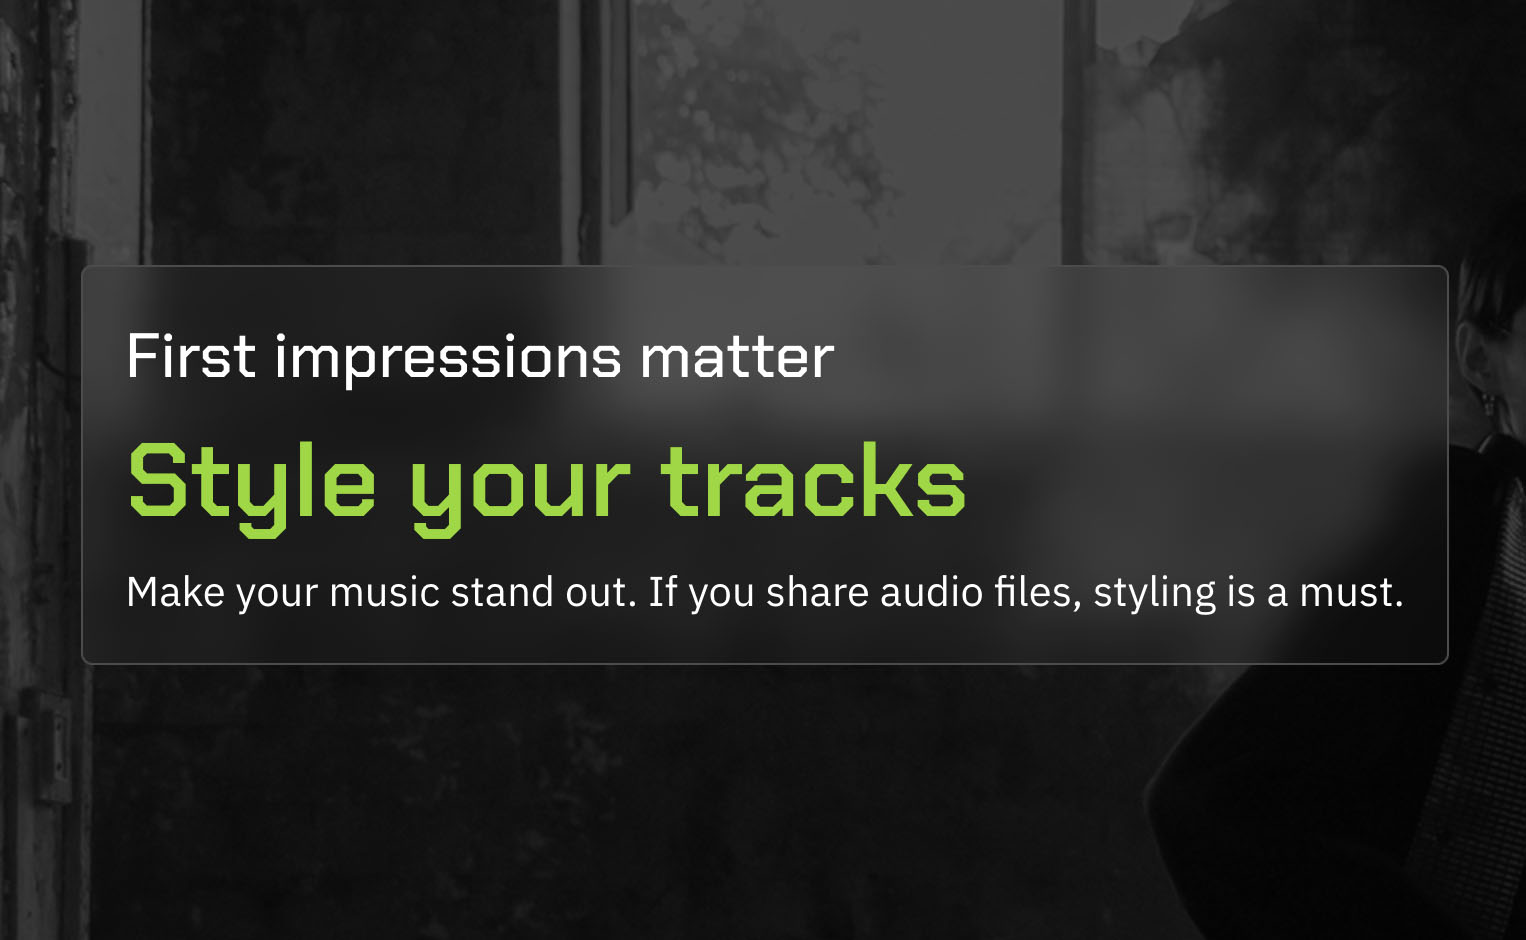 First impressions matter
Style your tracks
Make your music stand out. If you share audio files, styling is a must.